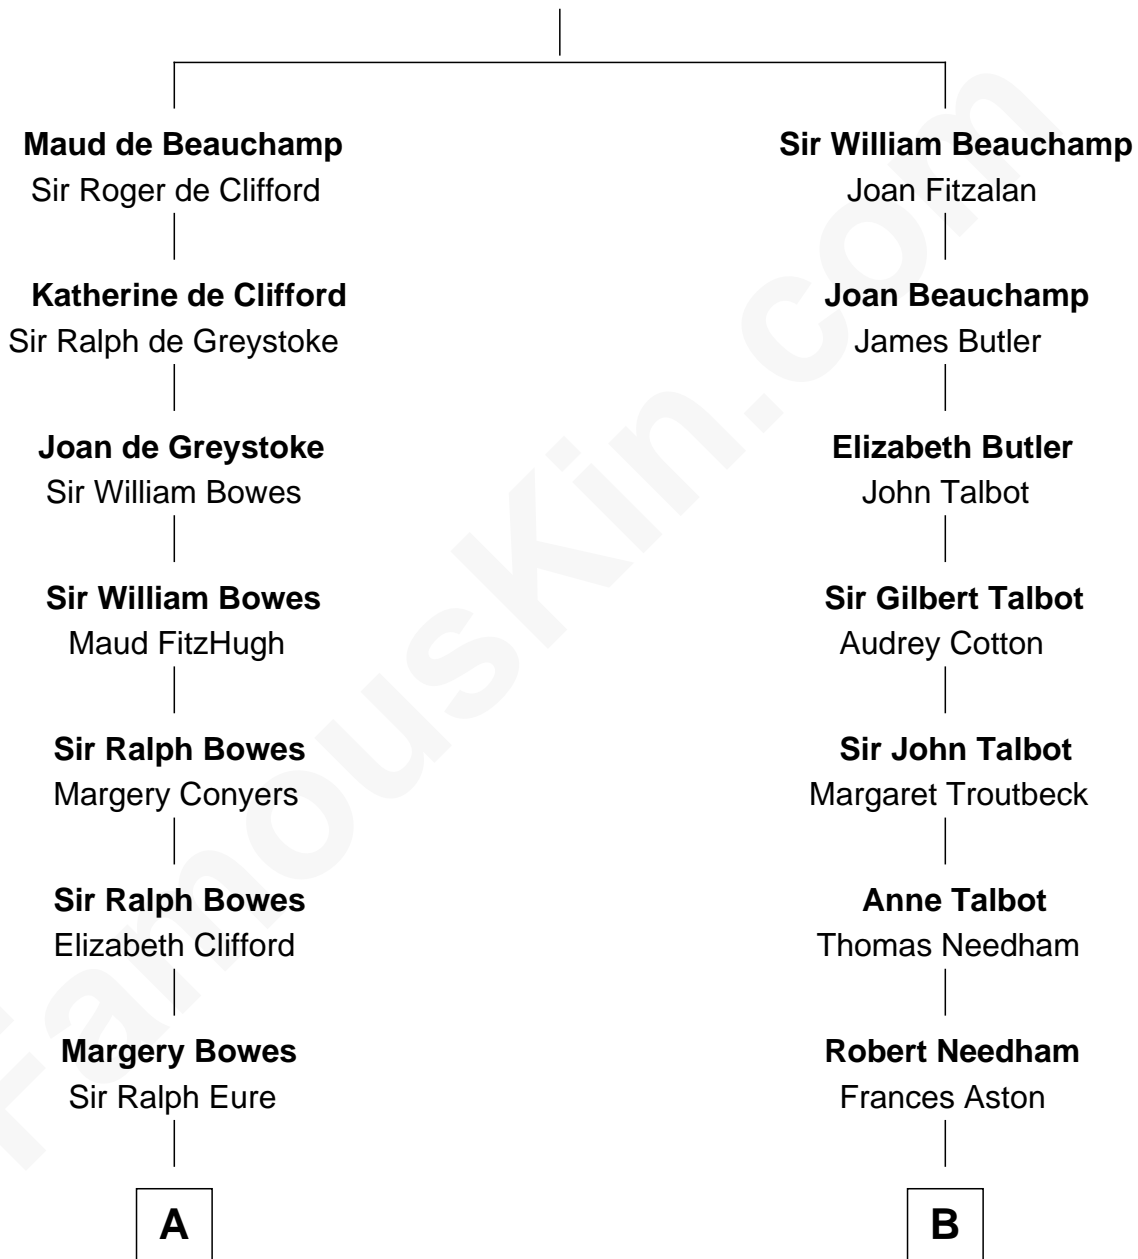 Maud de Beauchamp
Sir Roger de Clifford
Katherine de Clifford
Sir Ralph de Greystoke
Joan de Greystoke
Sir William Bowes
Sir William Bowes
Maud FitzHugh
Sir Ralph Bowes
Margery Conyers
Sir Ralph Bowes
Elizabeth Clifford
Margery Bowes
Sir Ralph Eure
A
Sir William Beauchamp
Joan Fitzalan
Joan Beauchamp
James Butler
Elizabeth Butler
John Talbot
Sir Gilbert Talbot
Audrey Cotton
Sir John Talbot
Margaret Troutbeck
Anne Talbot
Thomas Needham
Robert Needham
Frances Aston
B
FamousKin.com